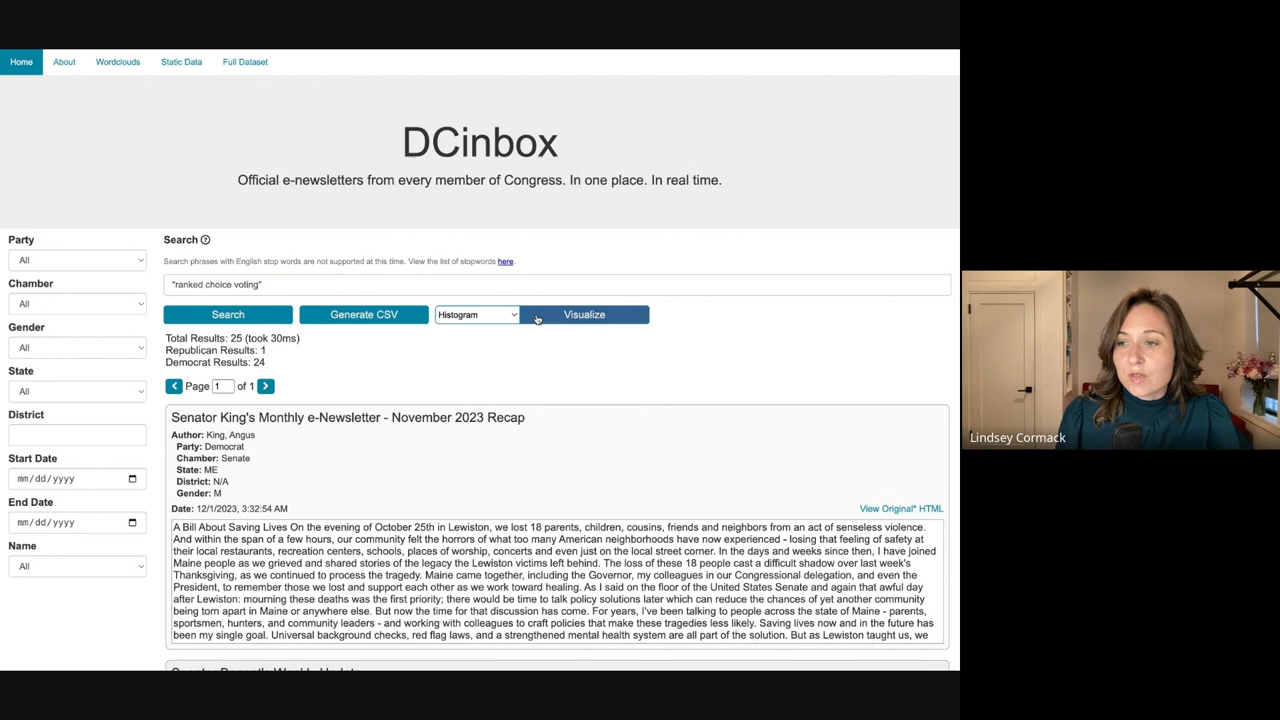 Home About Wordclouds Static Data Full Dataset
DCinbox
Official e-newsletters from every member of Congress. In one place. In real time.
Party
All
Chamber
All
Gender
All
State
All
District
Start Date
mm/dd/yyyy
End Date
mm/dd/yyyy
Name
All
Search ?
Search phrases with English stop words are not supported at this time. View the list of stopwords here.
"ranked choice voting"
Search Generate CSV Histogram Visualize
Total Results: 25 (took 30ms)
Republican Results: 1
Democrat Results: 24
Page 1 of 1
Senator King's Monthly e-Newsletter - November 2023 Recap
Author: King, Angus
Party: Democrat
Chamber: Senate
State: ME
District: N/A
Gender: M
Date: 12/1/2023, 3:32:54 AM View Original* HTML
A Bill About Saving Lives On the evening of October 25th in Lewiston, we lost 18 parents, children, cousins, friends and neighbors from an act of senseless violence.
And within the span of a few hours, our community felt the horrors of what too many American neighborhoods have now experienced - losing that feeling of safety at
their local restaurants, recreation centers, schools, places of worship, concerts and even just on the local street corner. In the days and weeks since then, I have joined
Maine people as we grieved and shared stories of the legacy the Lewiston victims left behind. The loss of these 18 people cast a difficult shadow over last week's
Thanksgiving, as we continued to process the tragedy. Maine came together, including the Governor, my colleagues in our Congressional delegation, and even the
President, to remember those we lost and support each other as we work toward healing. As I said on the floor of the United States Senate and again that awful
day after Lewiston: mourning these deaths was the first priority; there would be time to talk policy solutions later which can reduce the chances of yet another community
being torn apart in Maine or anywhere else. But now the time for that discussion has come. For years, I've been talking to people across the state of Maine - parents,
sportsmen, hunters, and community leaders - and working with colleagues to craft policies that make these tragedies less likely. Saving lives now and in the future has
been my single goal. Universal background checks, red flag laws, and a strengthened mental health system are all part of the solution. But as Lewiston taught us, we
Lindsey Cormack